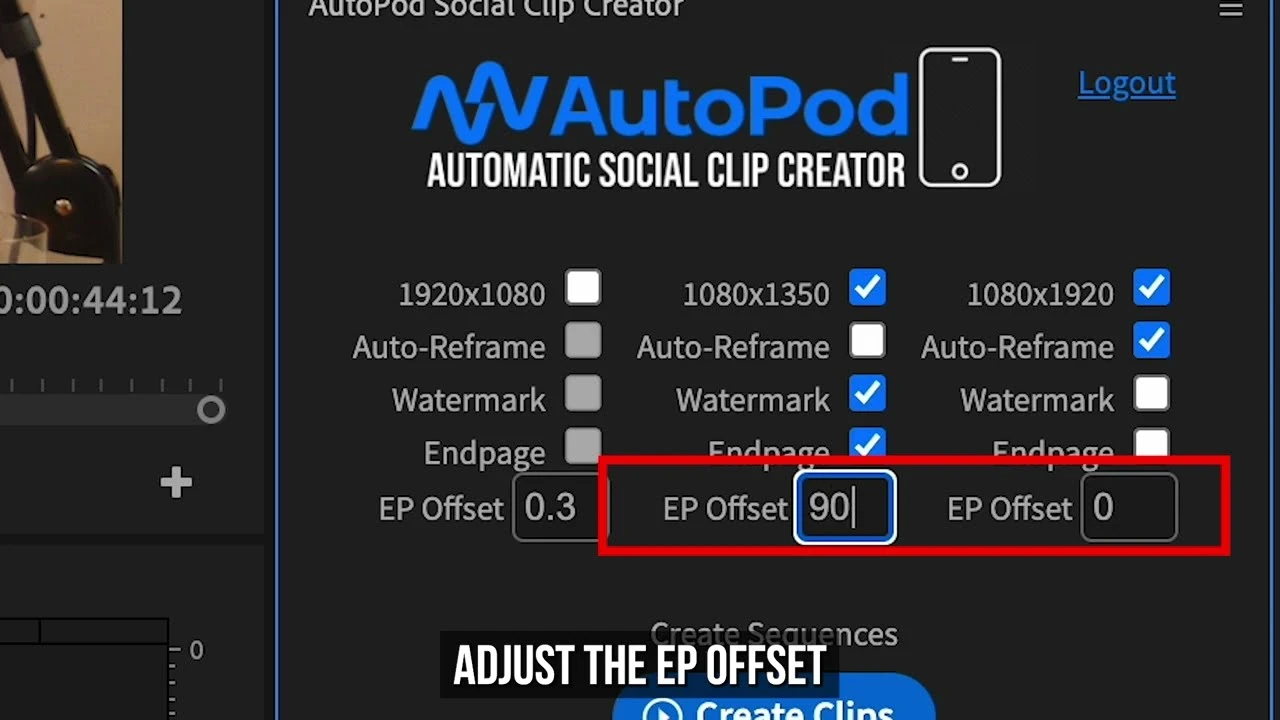 AutoPod Social Clip Creator
AutoPod
Logout
AUTOMATIC SOCIAL CLIP CREATOR
0:00:44:12
1920x1080 1080x1350 1080x1920
Auto-Reframe Auto-Reframe Auto-Reframe
Watermark Watermark Watermark
Endpage Endpage Endpage
EP Offset 0.3 EP Offset 90 EP Offset 0
Create Sequences
0
ADJUST THE EP OFFSET
Create Clips